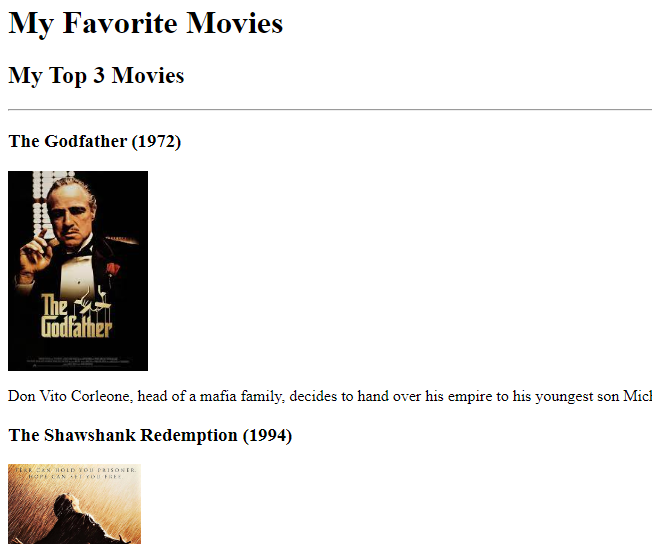 My Favorite Movies
My Top 3 Movies
The Godfather (1972)
The
Godfather
Don Vito Corleone, head of a mafia family, decides to hand over his empire to his youngest son Micl
The Shawshank Redemption (1994)
FEAR CAN HOLD YOU PRISONER.
HOPE CAN SET YOU FREE.